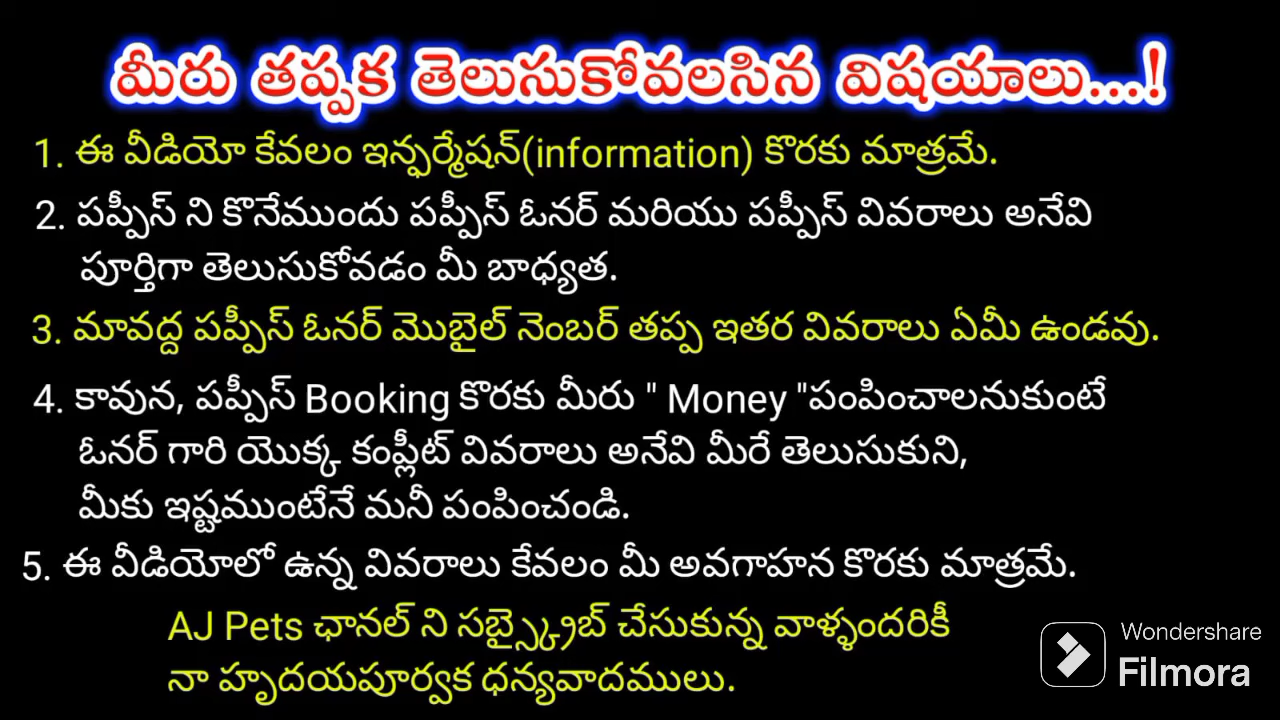 మీరు తప్పక తెలుసుకోవలసిన విషయాలు...!
1. ఈ వీడియో కేవలం ఇన్ఫర్మేషన్(information) కొరకు మాత్రమే.
2. పప్పీస్ ని కొనేముందు పప్పీస్ ఓనర్ మరియు పప్పీస్ వివరాలు అనేవి
పూర్తిగా తెలుసుకోవడం మీ బాధ్యత.
3. మావద్ద పప్పీస్ ఓనర్ మొబైల్ నెంబర్ తప్ప ఇతర వివరాలు ఏమీ ఉండవు.
4. కావున, పప్పీస్ Booking కొరకు మీరు " Money "పంపించాలనుకుంటే
ఓనర్ గారి యొక్క కంప్లీట్ వివరాలు అనేవి మీరే తెలుసుకుని,
మీకు ఇష్టముంటేనే మనీ పంపించండి.
5. ఈ వీడియోలో ఉన్న వివరాలు కేవలం మీ అవగాహన కొరకు మాత్రమే.
AJ Pets ఛానల్ ని సబ్స్క్రైబ్ చేసుకున్న వాళ్ళందరికీ
నా హృదయపూర్వక ధన్యవాదములు.
Wondershare
Filmora